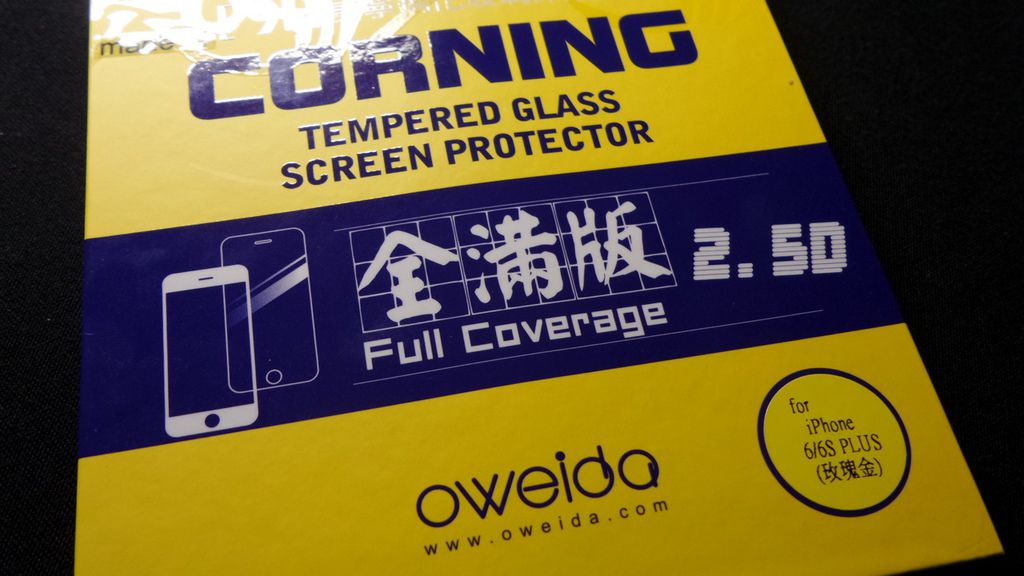 CORNING
TEMPERED GLASS
SCREEN PROTECTOR
全滿版
2.5D
Full Coverage
for
iPhone
6/6S PLUS
(玫瑰金)
oweida
www.oweida.com